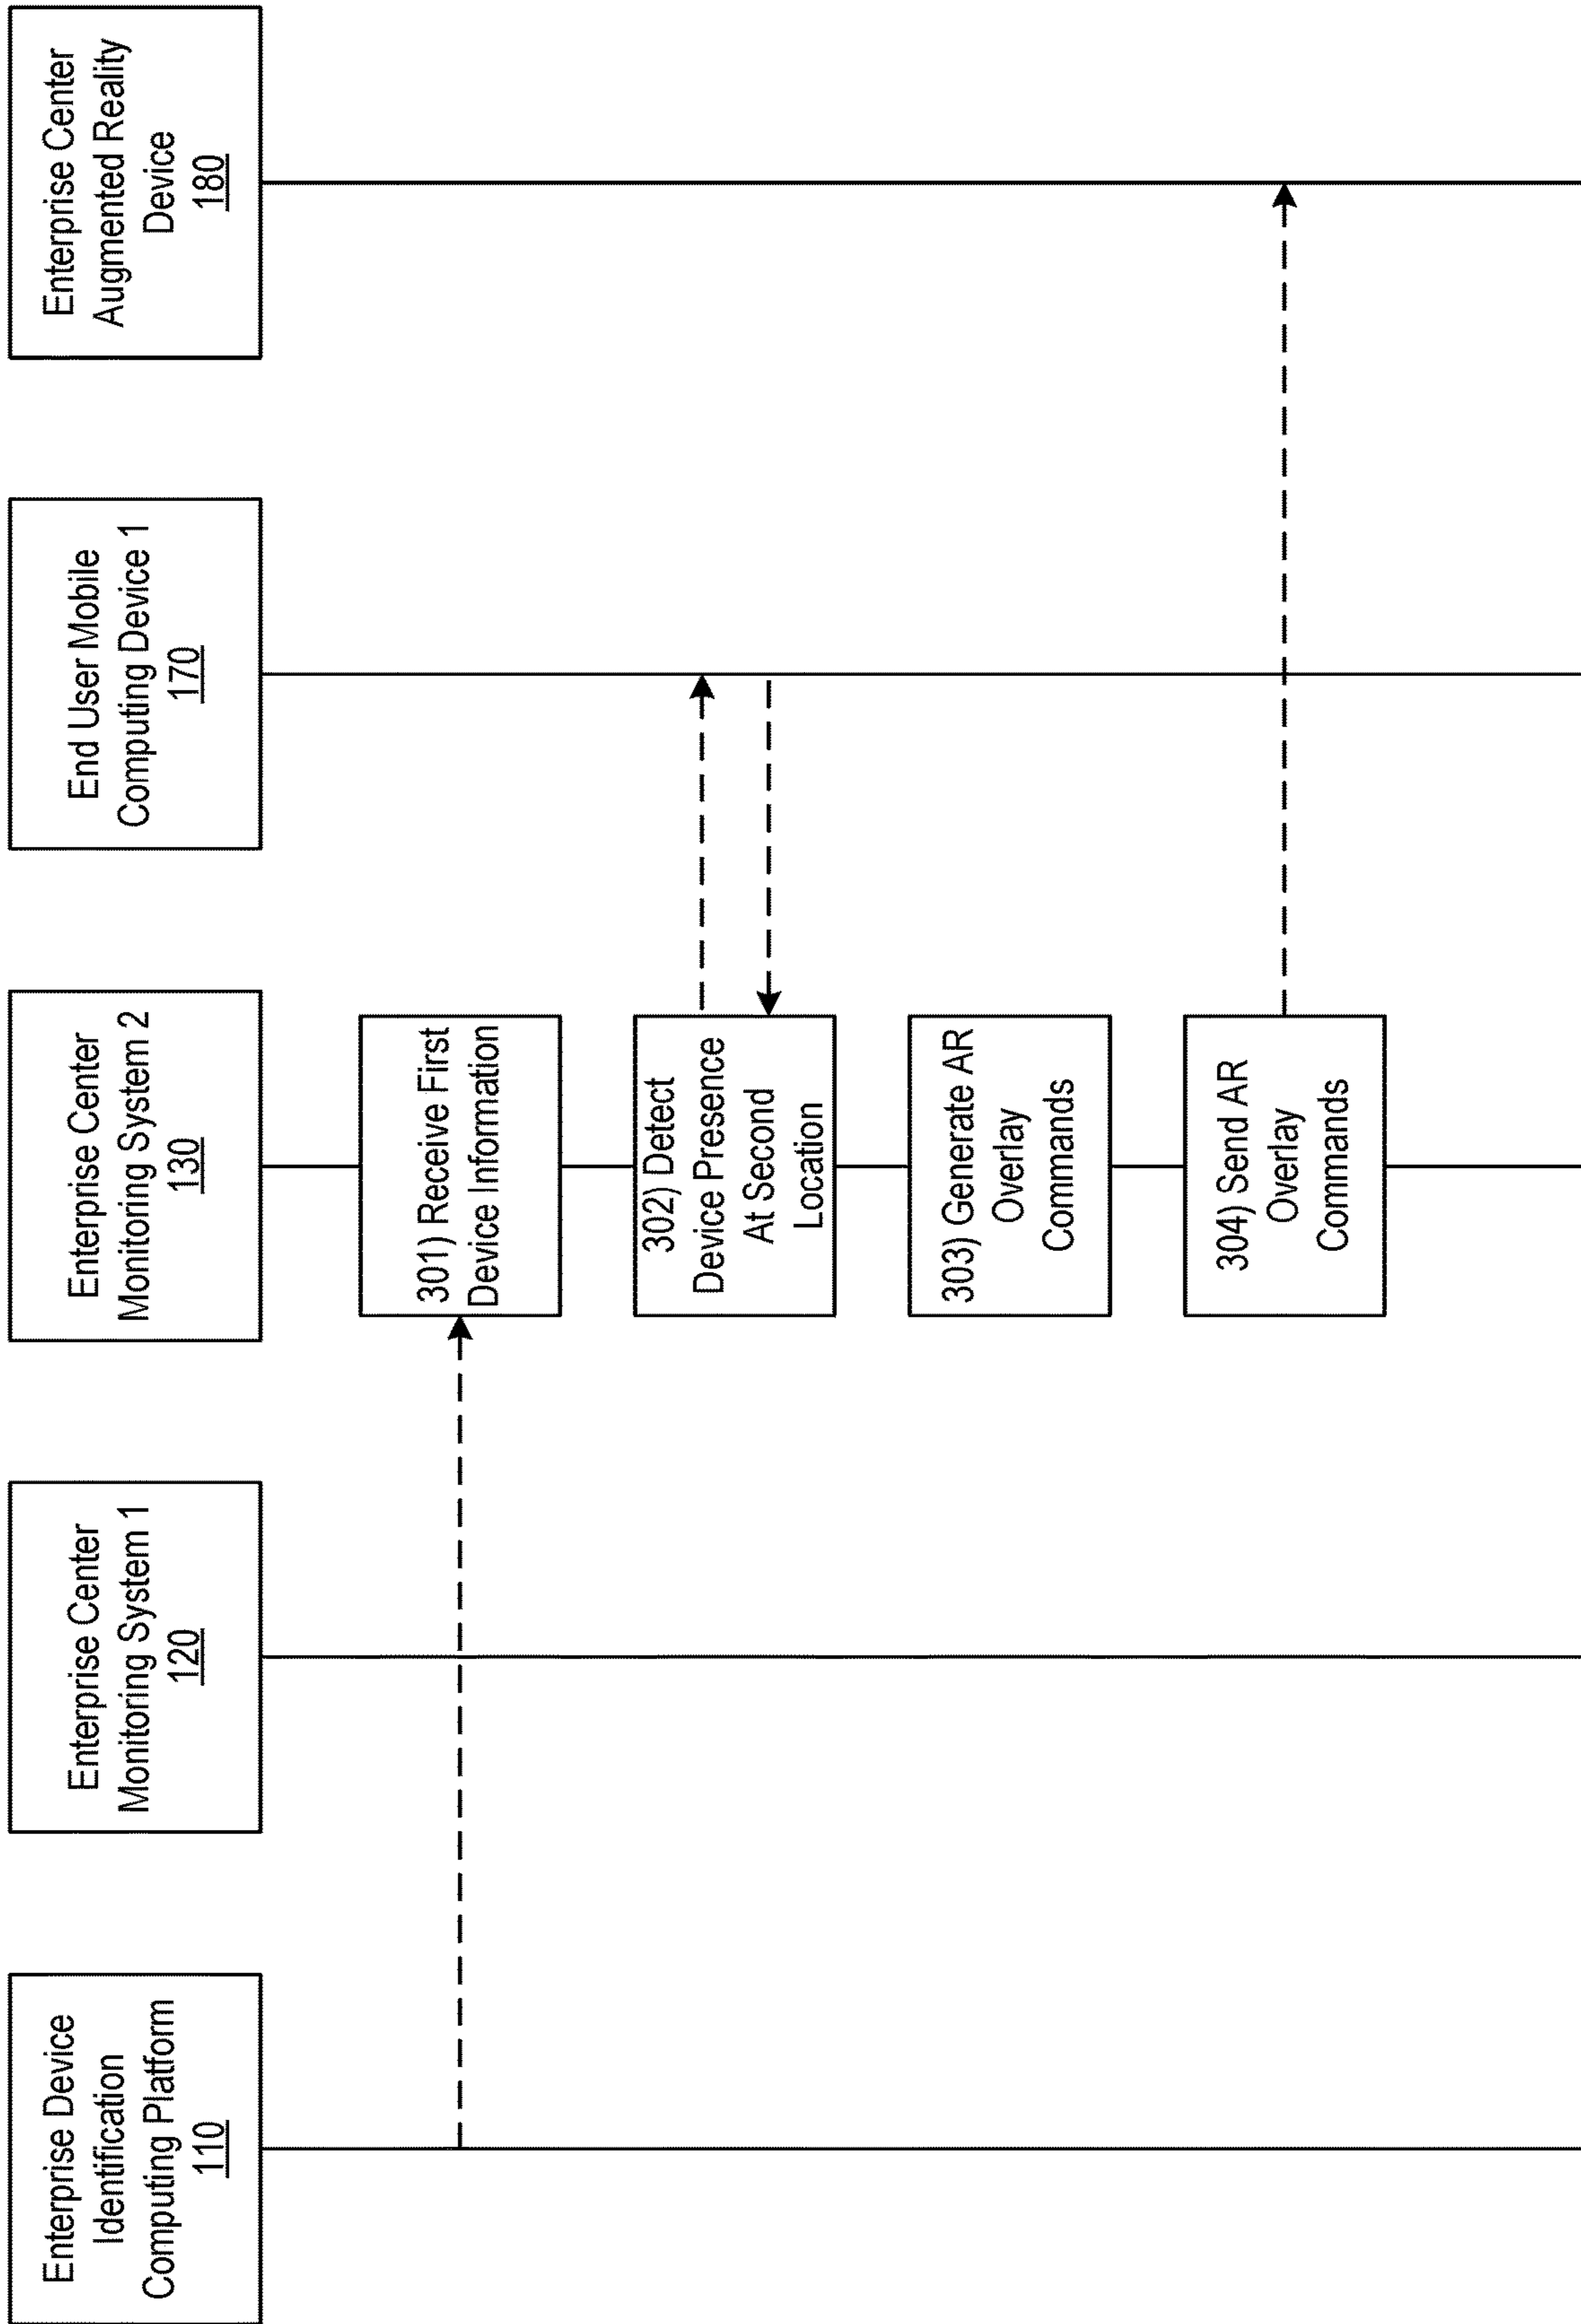 Enterprise Device
Identification
Computing Platform
110
Enterprise Center
Monitoring System 1
120
Enterprise Center
Monitoring System 2
130
End User Mobile
Computing Device 1
170
Enterprise Center
Augmented Reality
Device
180
301) Receive First
Device Information
302) Detect
Device Presence
At Second
Location
303) Generate AR
Overlay
Commands
304) Send AR
Overlay
Commands